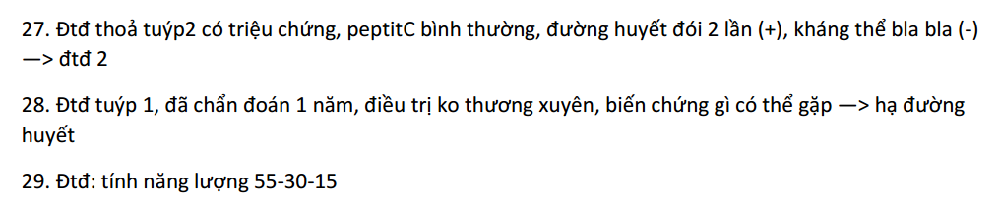 27. Đtđ thoả tuýp2 có triệu chứng, peptitC bình thường, đường huyết đói 2 lần (+), kháng thể bla bla (-)
—> đtđ 2
28. Đtđ tuýp 1, đã chẩn đoán 1 năm, điều trị ko thương xuyên, biến chứng gì có thể gặp —> hạ đường
huyết
29. Đtđ: tính năng lượng 55-30-15